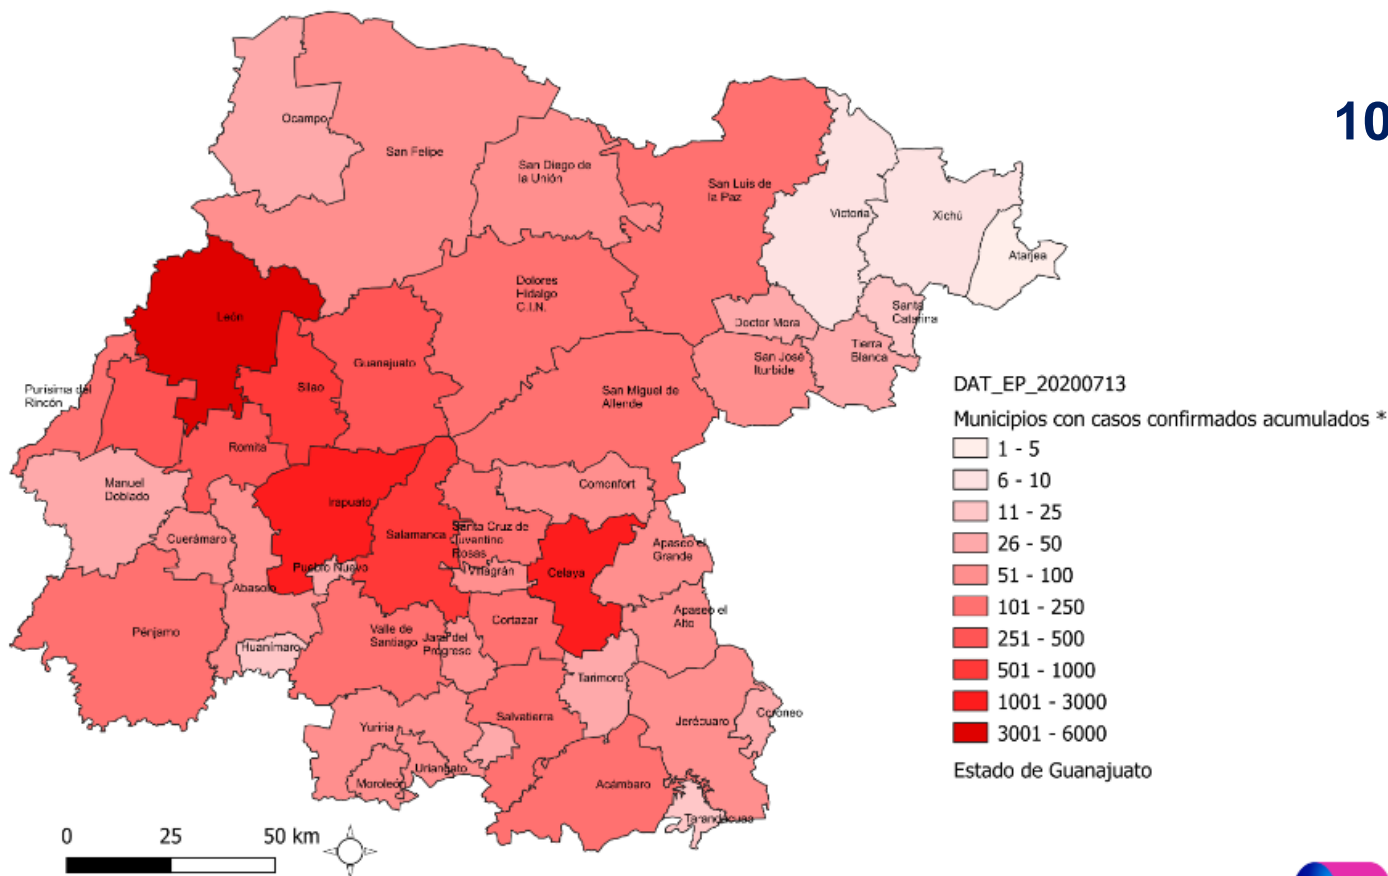 10
Ocampo
San Felipe
San Diego de
la Unión
San Luis de
la Paz
Victoria
Xichú
Atarjea
León
Dolores
Hidalgo
C.I.N.
Santa
Catarina
Doctor Mora
Tierra
Blanca
San José
Iturbide
Guanajuato
Silao
San Miguel de
Allende
Purísima del
Rincón
Romita
Manuel
Doblado
Irapuato
Comonfort
Cuerámaro
Salamanca
Santa Cruz de
Juventino
Rosas
Apaseo el
Grande
Pueblo Nuevo
Villagrán
Celaya
Abasolo
Pénjamo
Huanímaro
Valle de
Santiago
Jaral del
Progreso
Cortazar
Apaseo el
Alto
Tarimoro
Yuriria
Salvatierra
Jerécuaro
Coroneo
Uriangato
Moroleón
Acámbaro
Tarandacuao
DAT_EP_20200713
Municipios con casos confirmados acumulados *
1 - 5
6 - 10
11 - 25
26 - 50
51 - 100
101 - 250
251 - 500
501 - 1000
1001 - 3000
3001 - 6000
Estado de Guanajuato
0 25 50 km